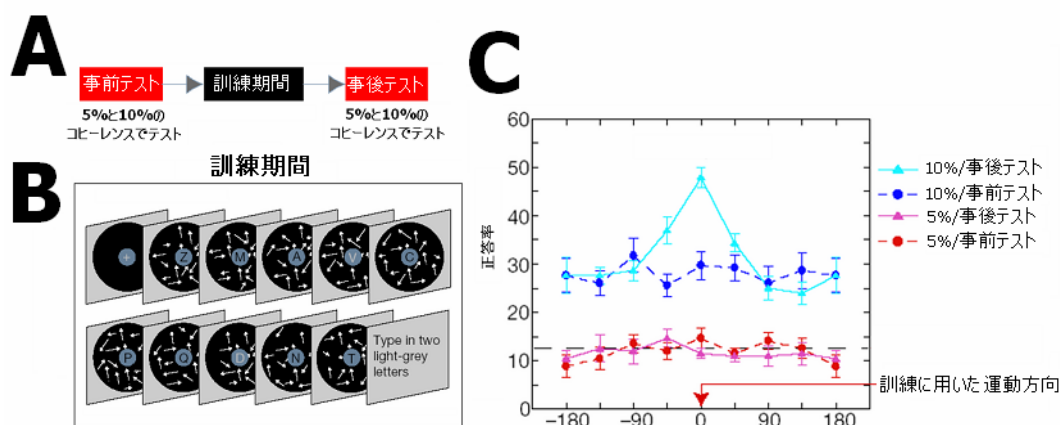 A
事前テスト
訓練期間
事後テスト
5%と10%の
コヒーレンスでテスト
5%と10%の
コヒーレンスでテスト
B
訓練期間
+
Z
M
A
V
C
P
Q
D
N
T
Type in two
light-grey
letters
C
60
50
40
30
20
10
0
正答率
-180
-90
0
90
180
10%/事後テスト
10%/事前テスト
5%/事後テスト
5%/事前テスト
訓練に用いた運動方向